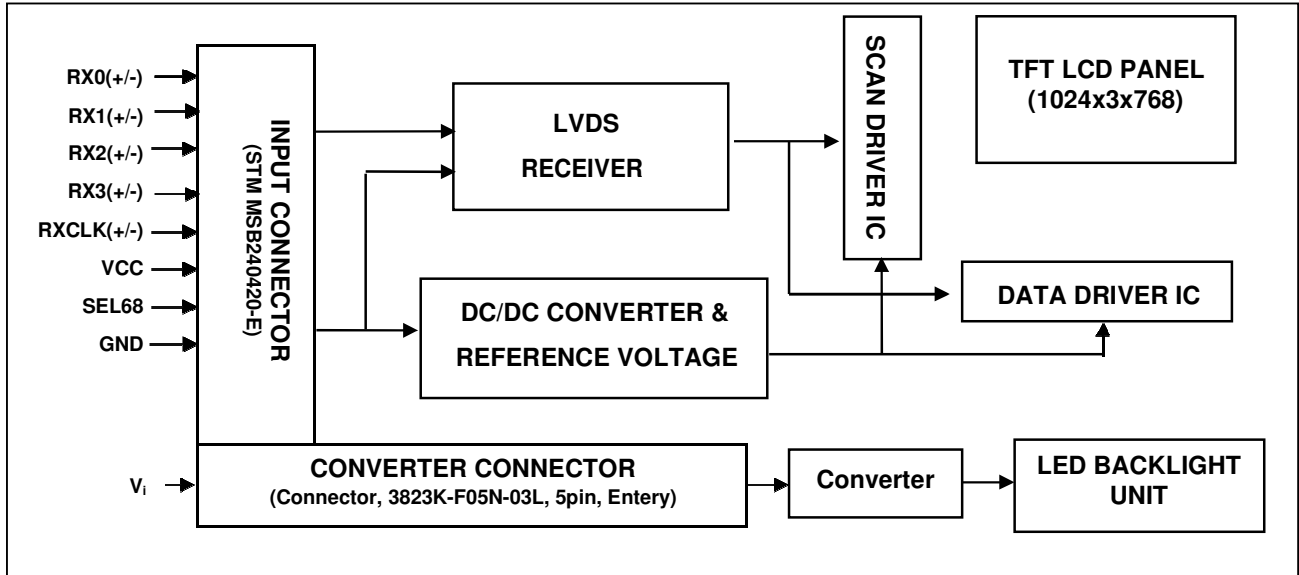 RX0(+/-)
RX1(+/-)
RX2(+/-)
RX3(+/-)
RXCLK(+/-)
VCC
SEL68
GND
INPUT CONNECTOR
(STM MSB240420-E)
LVDS
RECEIVER
SCAN DRIVER IC
TFT LCD PANEL
(1024x3x768)
DC/DC CONVERTER &
REFERENCE VOLTAGE
DATA DRIVER IC
Vi
CONVERTER CONNECTOR
(Connector, 3823K-F05N-03L, 5pin, Entery)
Converter
LED BACKLIGHT
UNIT